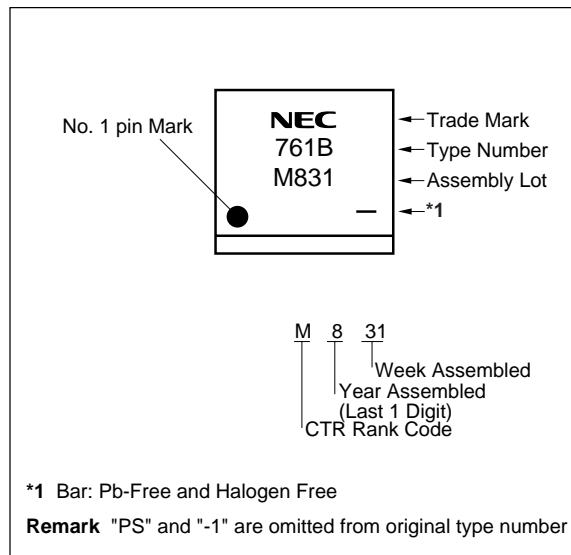 NEC
761B
M831
No. 1 pin Mark
Trade Mark
Type Number
Assembly Lot
*1
M 8 31
Week Assembled
Year Assembled
(Last 1 Digit)
CTR Rank Code
*1 Bar: Pb-Free and Halogen Free
Remark "PS" and "-1" are omitted from original type number